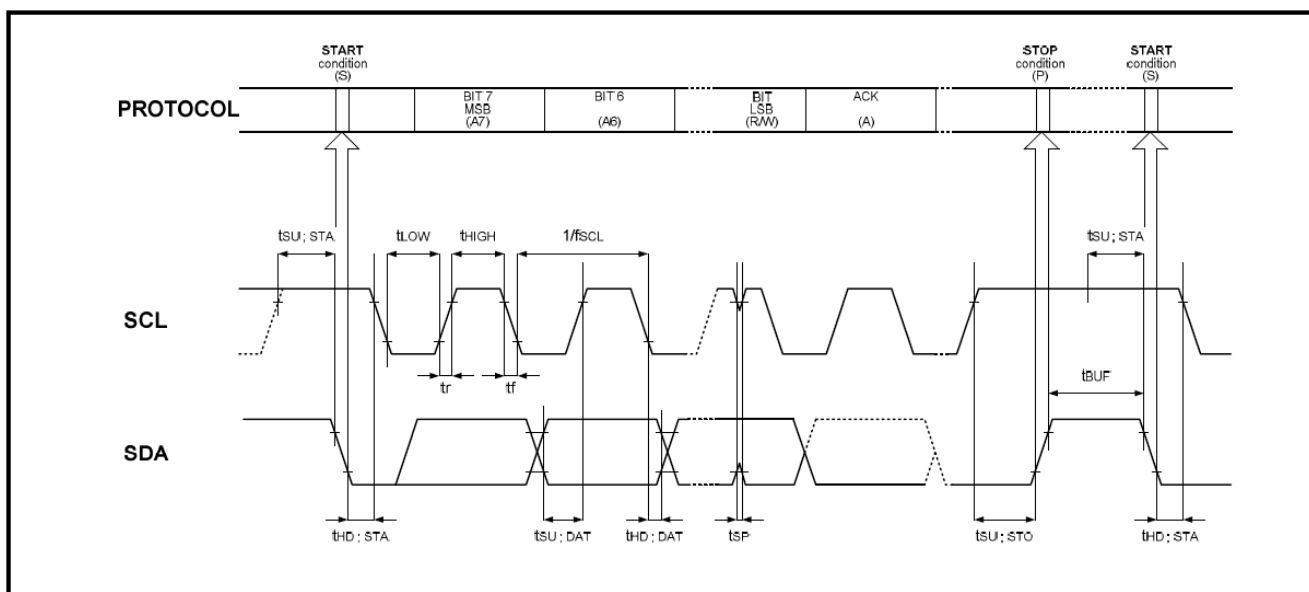 START
condition
(S)
STOP
condition
(P)
START
condition
(S)
PROTOCOL
BIT 7
MSB
(A7)
BIT 6
(A6)
BIT
LSB
(R/W)
ACK
(A)
tSU; STA
tLOW
tHIGH
1/fSCL
tSU; STA
SCL
tr
tf
tBUF
SDA
tHD; STA
tSU; DAT
tHD; DAT
tSP
tSU; STO
tHD; STA